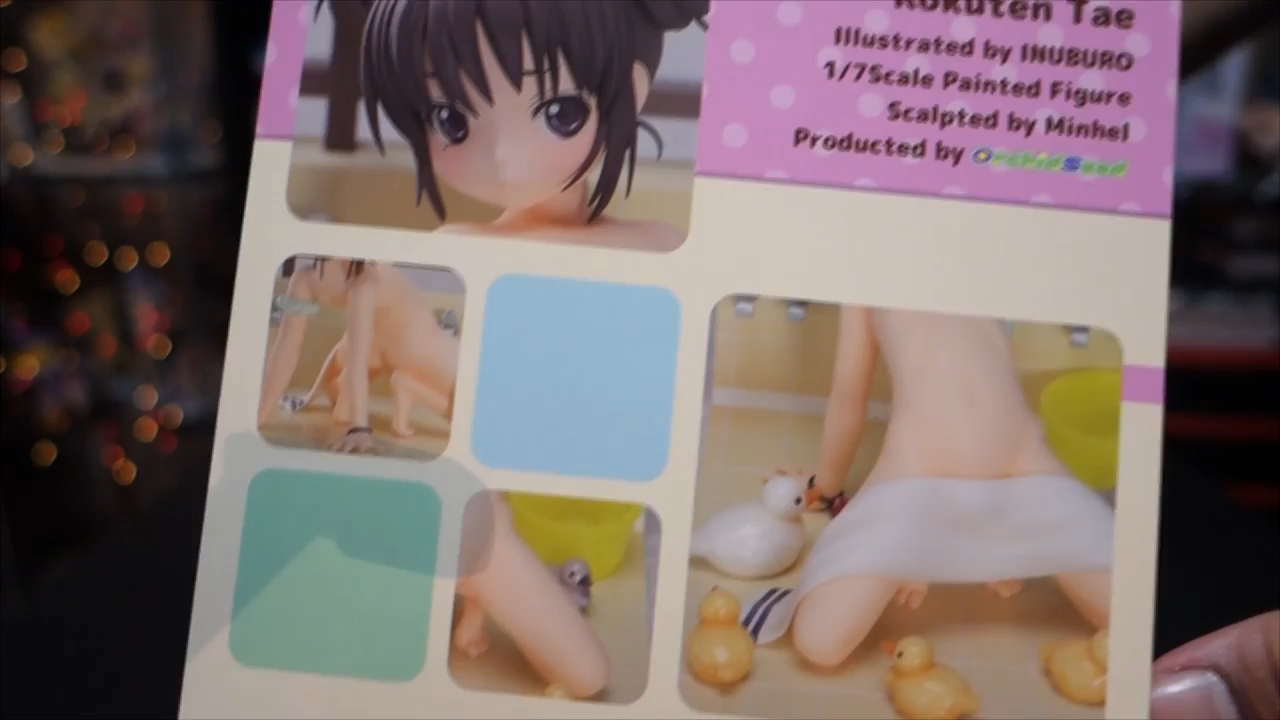 Rokuten Tae
Illustrated by INUBURO
1/7Scale Painted Figure
Scalpted by Minhel
Producted by OrchidSeed